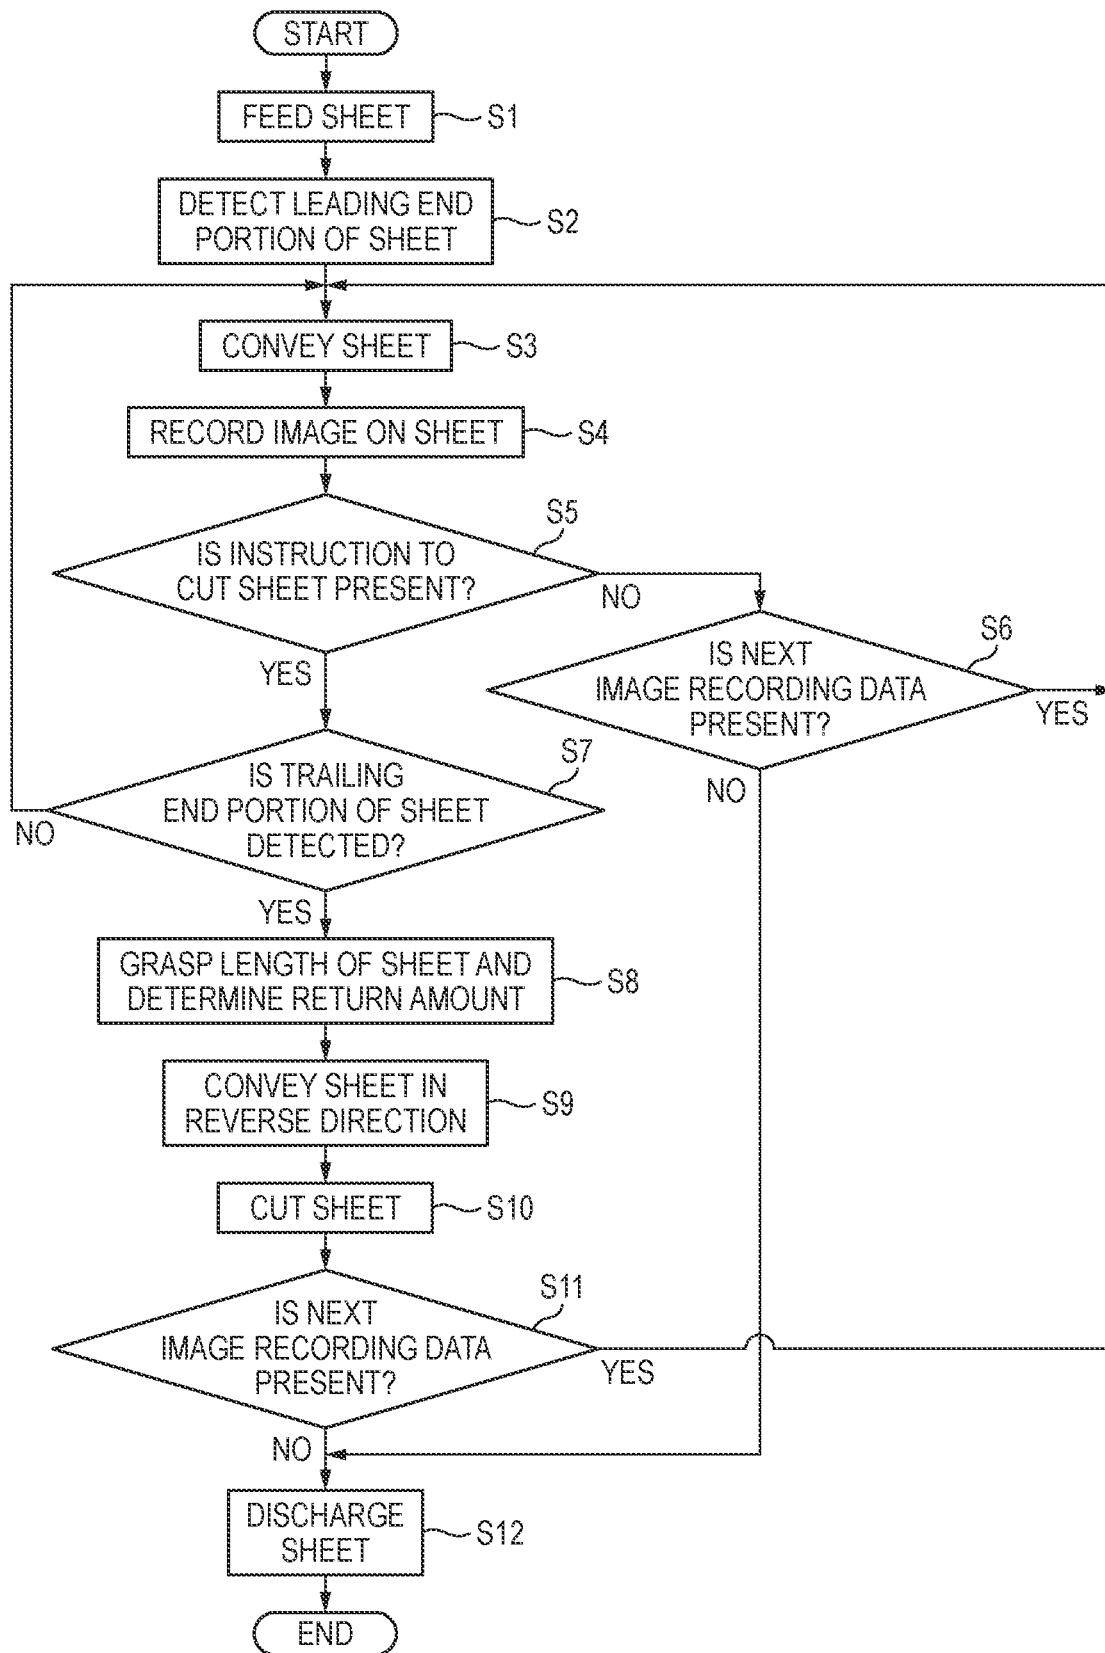 START
FEED SHEET
S1
DETECT LEADING END
PORTION OF SHEET
S2
CONVEY SHEET
S3
RECORD IMAGE ON SHEET
S4
S5
IS INSTRUCTION TO
CUT SHEET PRESENT?
NO
YES
S6
IS NEXT
IMAGE RECORDING DATA
PRESENT?
YES
NO
S7
IS TRAILING
END PORTION OF SHEET
DETECTED?
NO
YES
GRASP LENGTH OF SHEET AND
DETERMINE RETURN AMOUNT
S8
CONVEY SHEET IN
REVERSE DIRECTION
S9
CUT SHEET
S10
S11
IS NEXT
IMAGE RECORDING DATA
PRESENT?
YES
NO
DISCHARGE
SHEET
S12
END